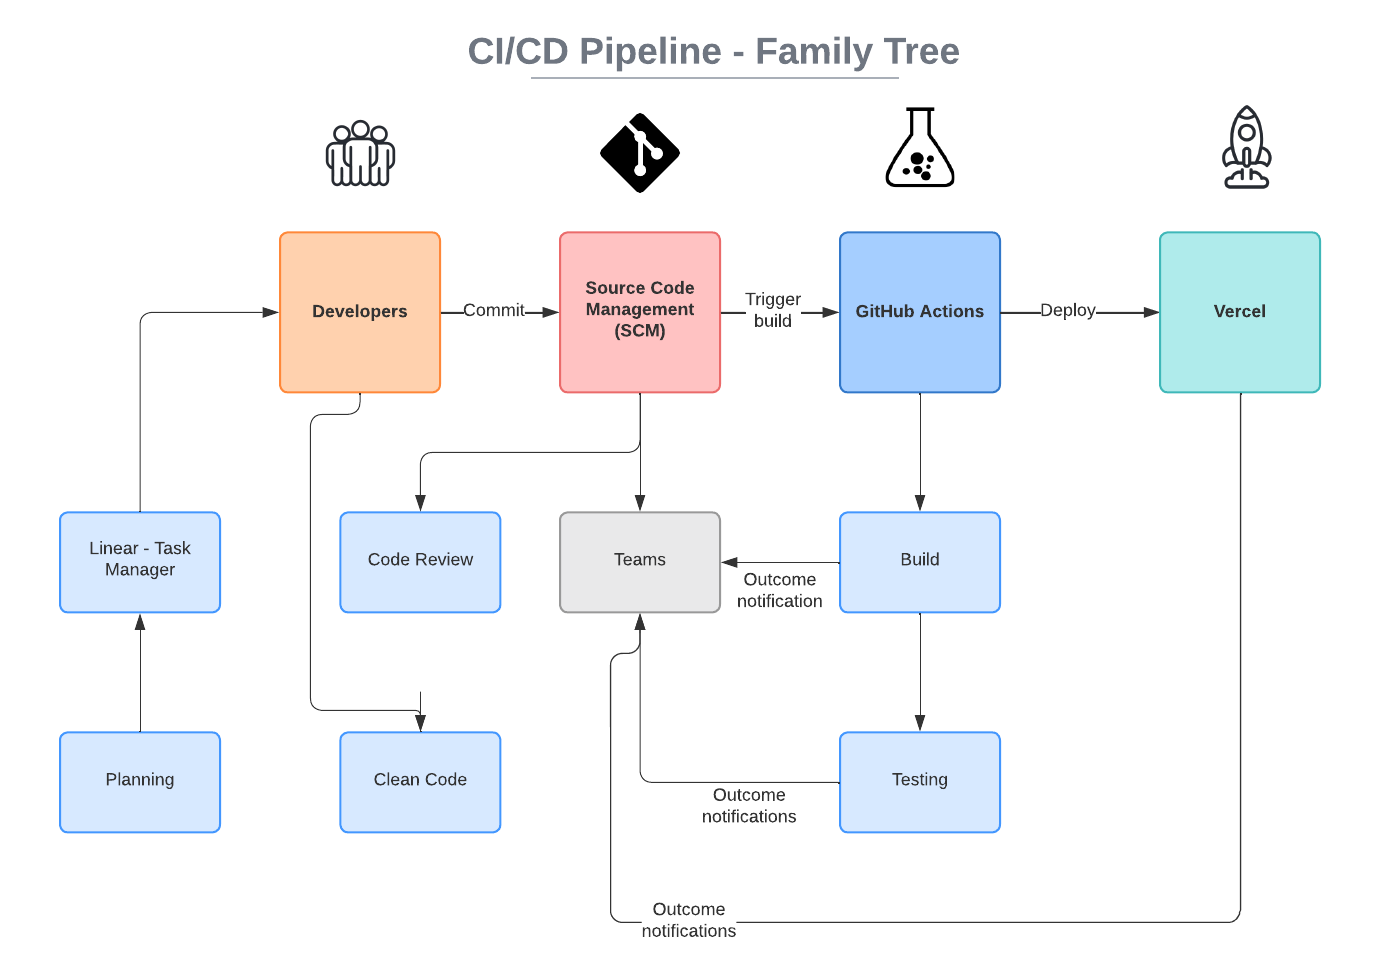 CI/CD Pipeline - Family Tree
Developers
Commit
Source Code
Management
(SCM)
Trigger
build
GitHub Actions
Deploy
Vercel
Linear - Task
Manager
Code Review
Teams
Build
Outcome
notification
Planning
Clean Code
Testing
Outcome
notifications
Outcome
notifications